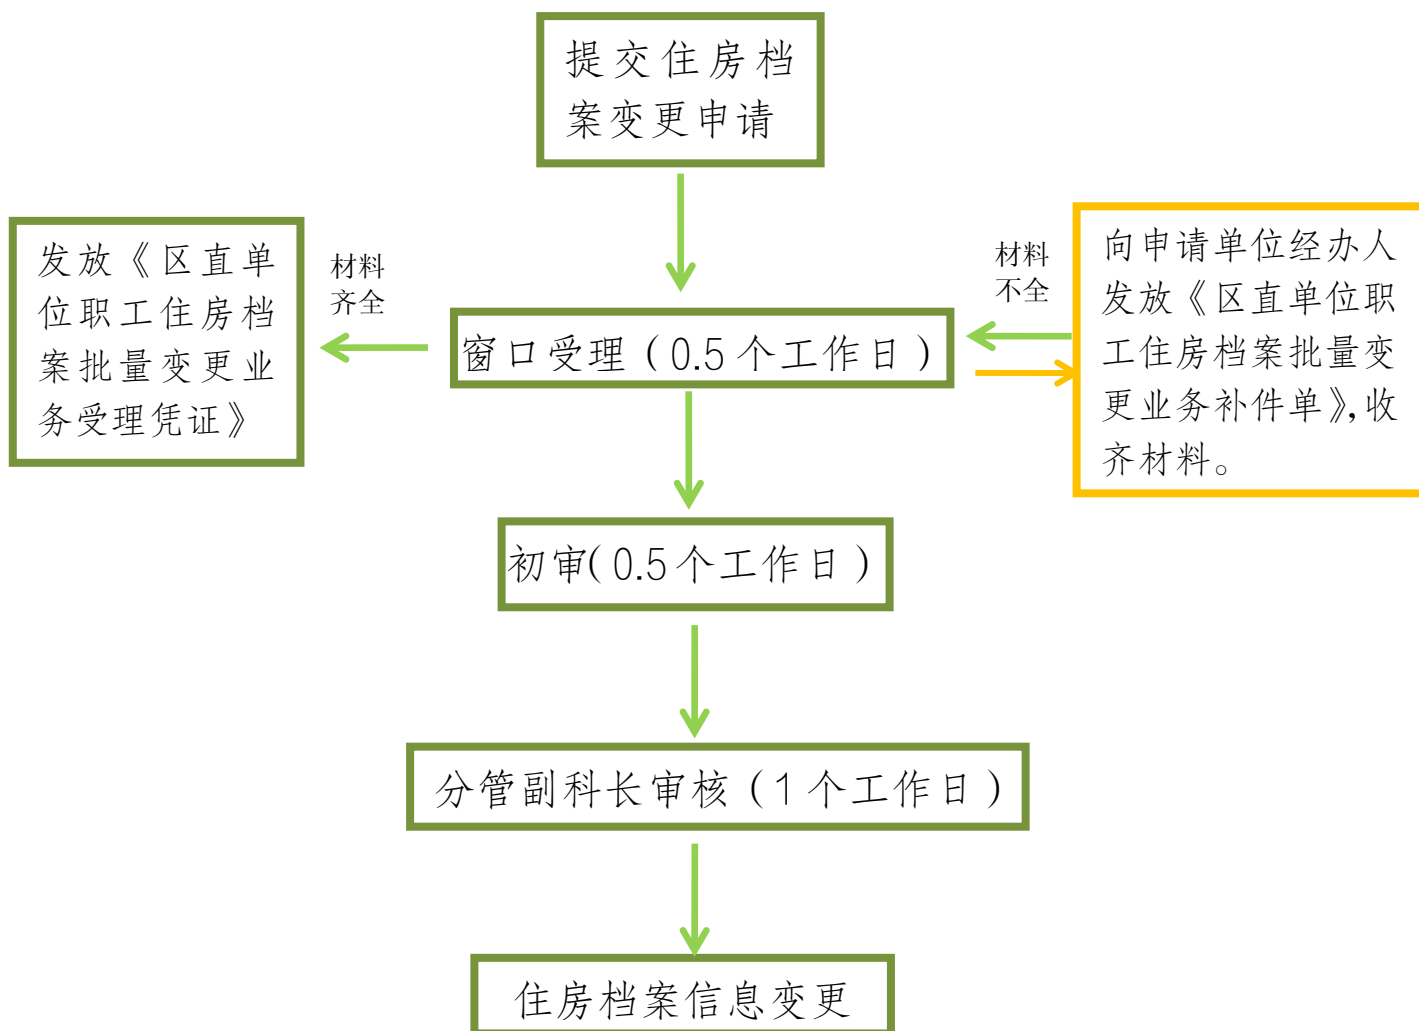 提交住房档
案变更申请
发放《区直单
位职工住房档
案批量变更业
务受理凭证》
材料
齐全
窗口受理（0.5个工作日）
材料
不全
向申请单位经办人
发放《区直单位职
工住房档案批量变
更业务补件单》,收
齐材料。
初审(0.5个工作日）
分管副科长审核（1个工作日）
住房档案信息变更